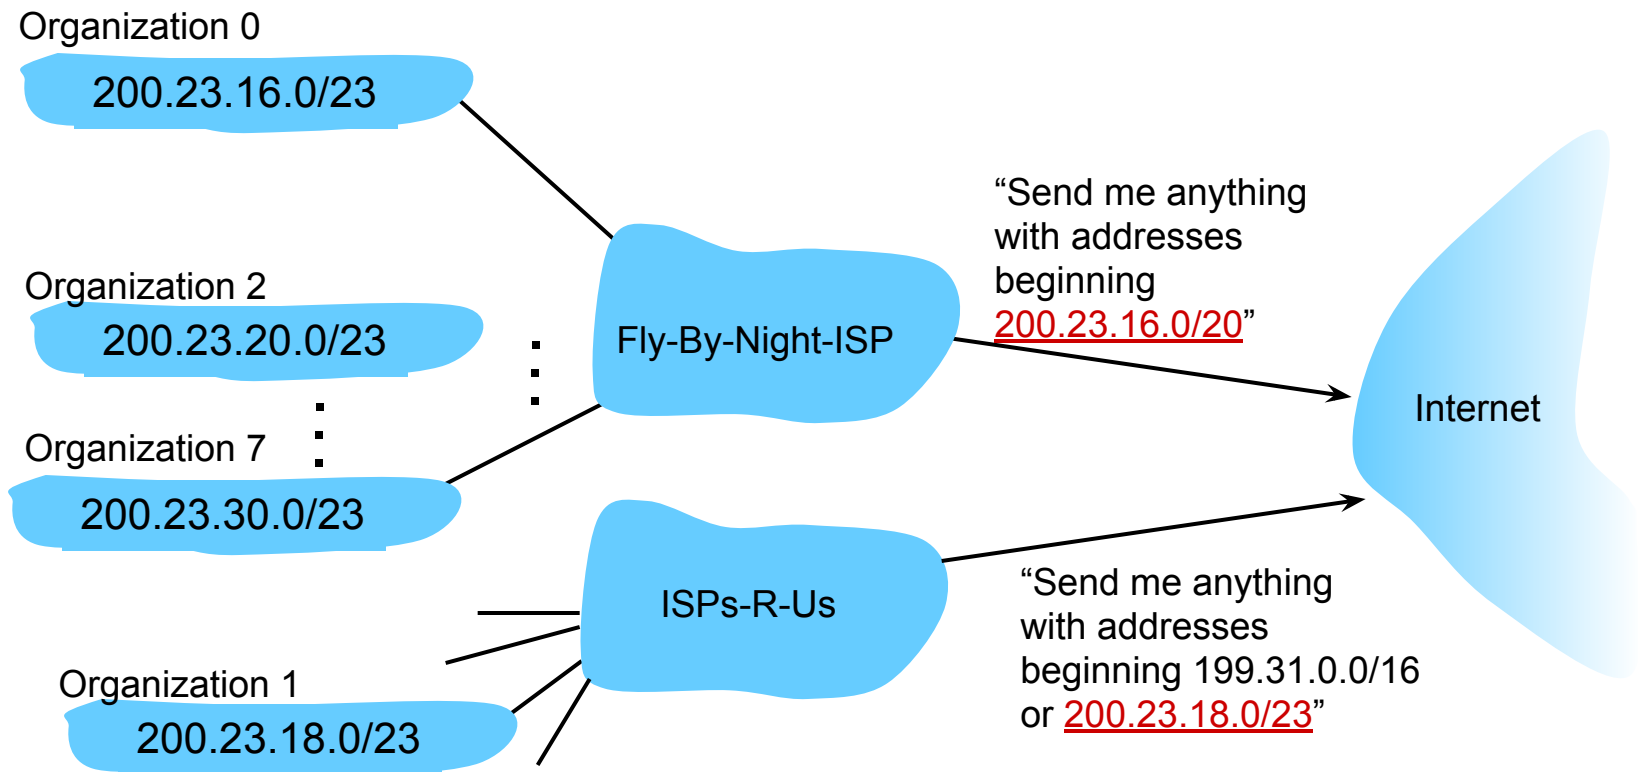 Organization 0
200.23.16.0/23
Organization 2
200.23.20.0/23
Organization 7
200.23.30.0/23
Fly-By-Night-ISP
“Send me anything
with addresses
beginning
200.23.16.0/20”
Internet
ISPs-R-Us
Organization 1
200.23.18.0/23
“Send me anything
with addresses
beginning 199.31.0.0/16
or 200.23.18.0/23”